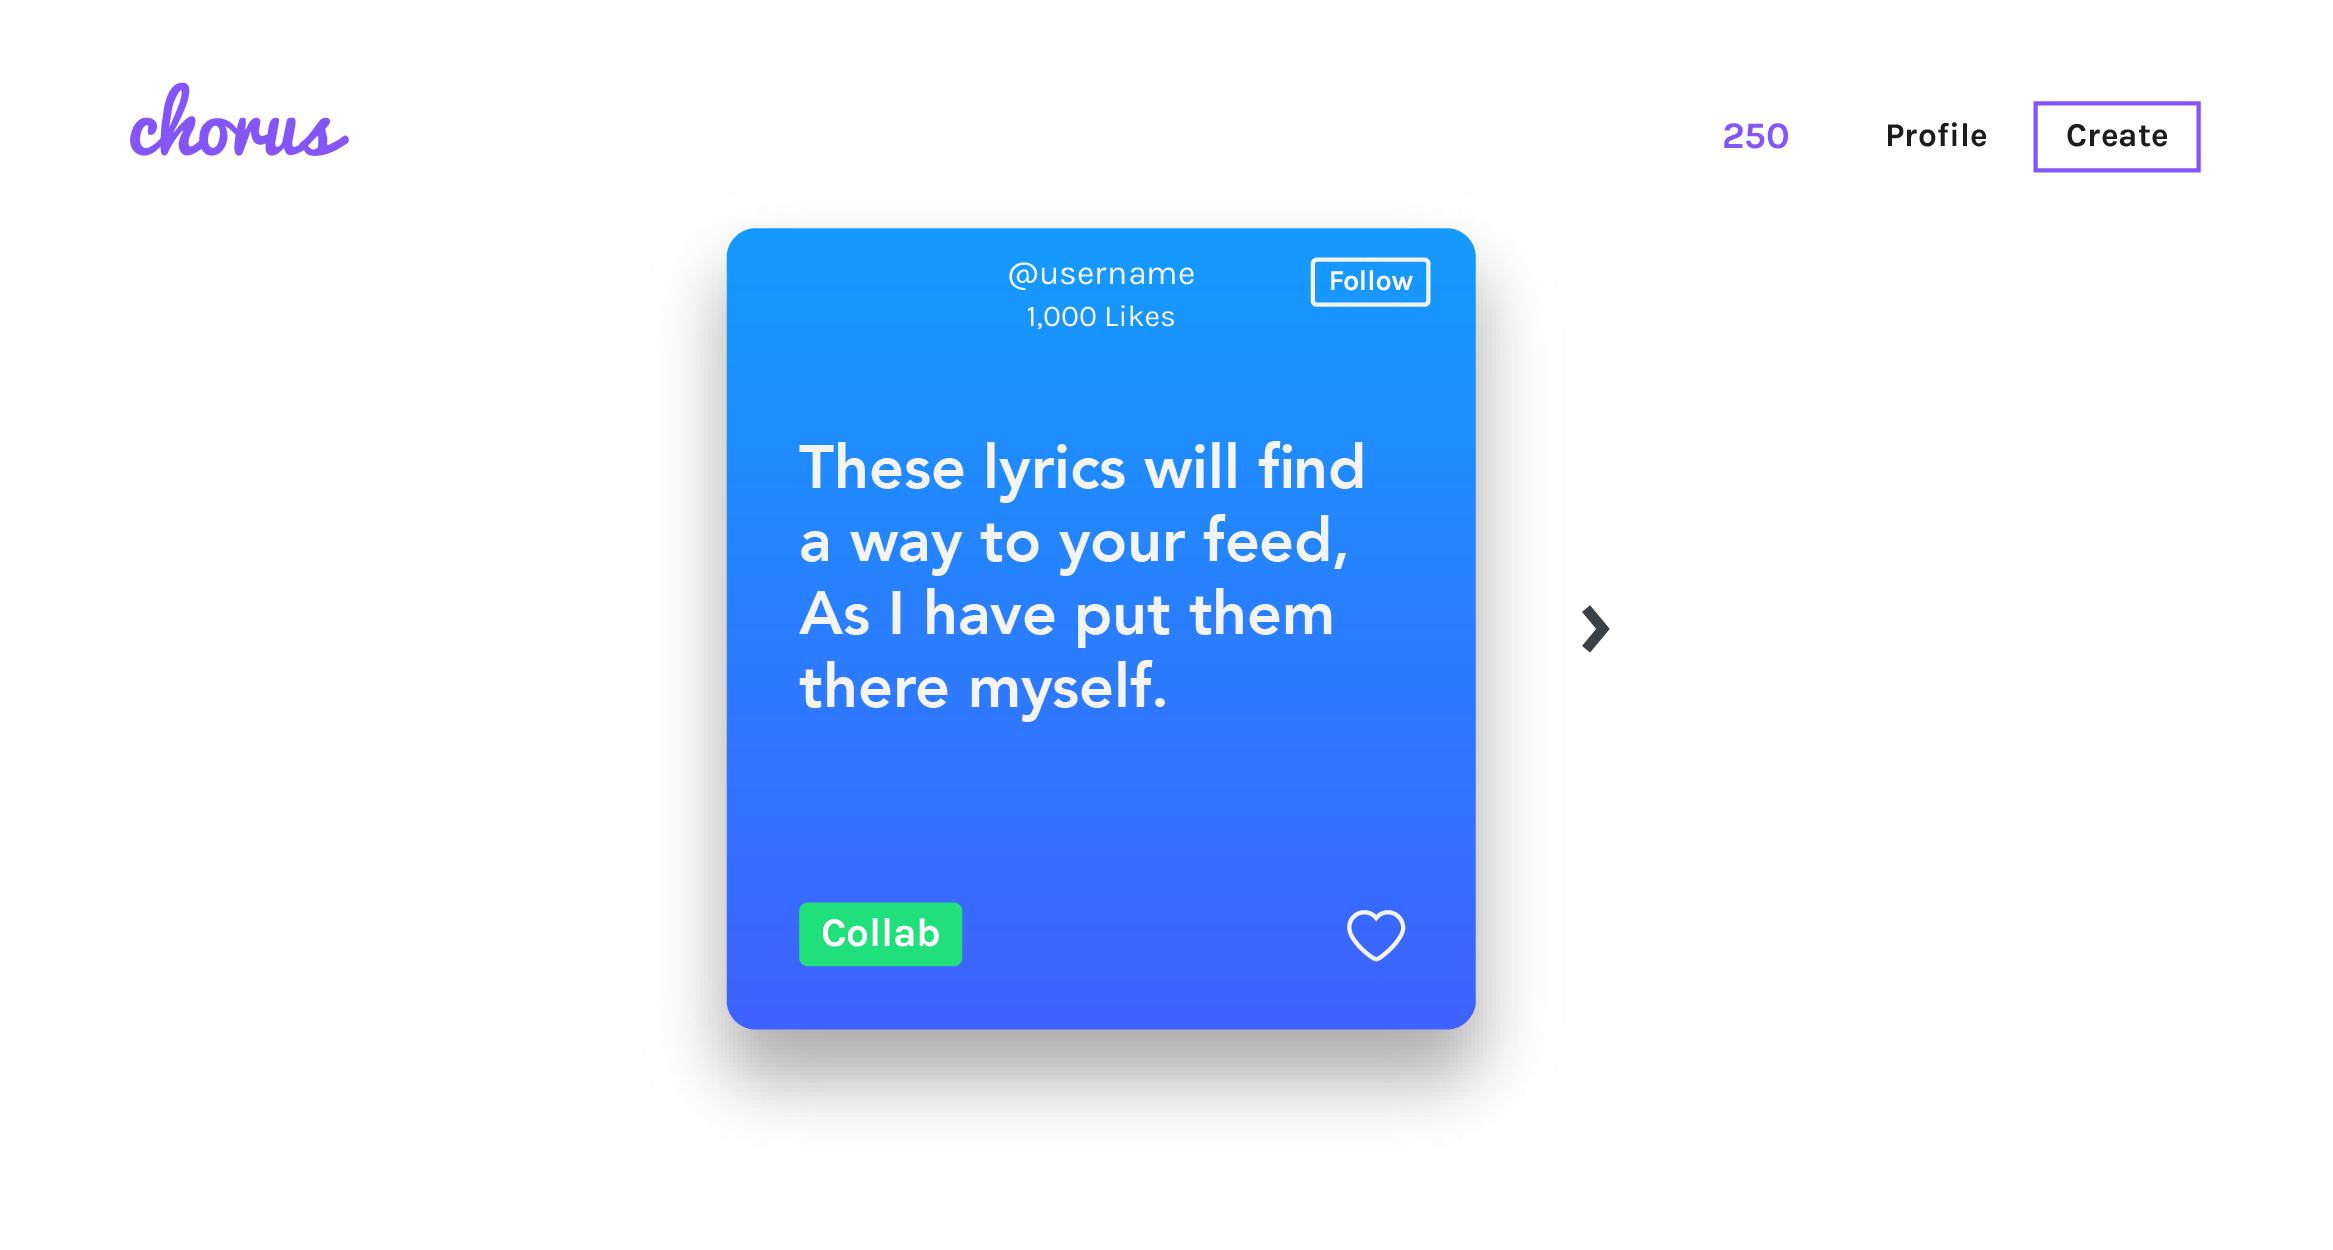 chorus
250
Profile
Create
@username
Follow
1,000 Likes
These lyrics will find
a way to your feed,
As I have put them
there myself.
Collab